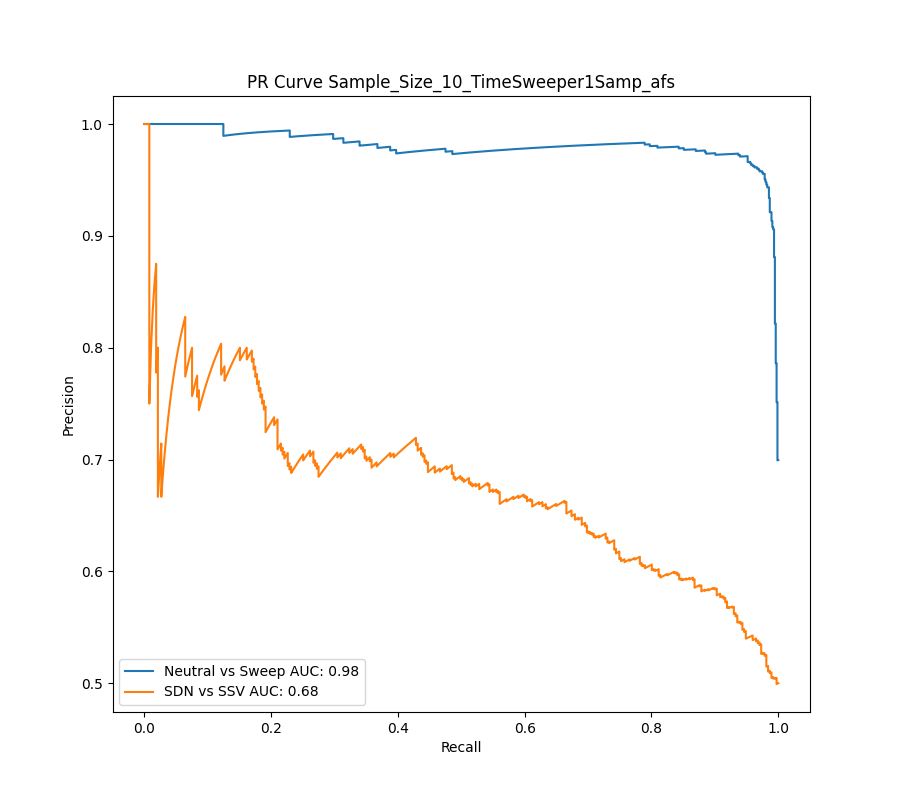 PR Curve Sample_Size_10_TimeSweeper1Samp_afs
Precision
1.0
0.9
0.8
0.7
0.6
0.5
Neutral vs Sweep AUC: 0.98
SDN vs SSV AUC: 0.68
0.0 0.2 0.4 0.6 0.8 1.0
Recall